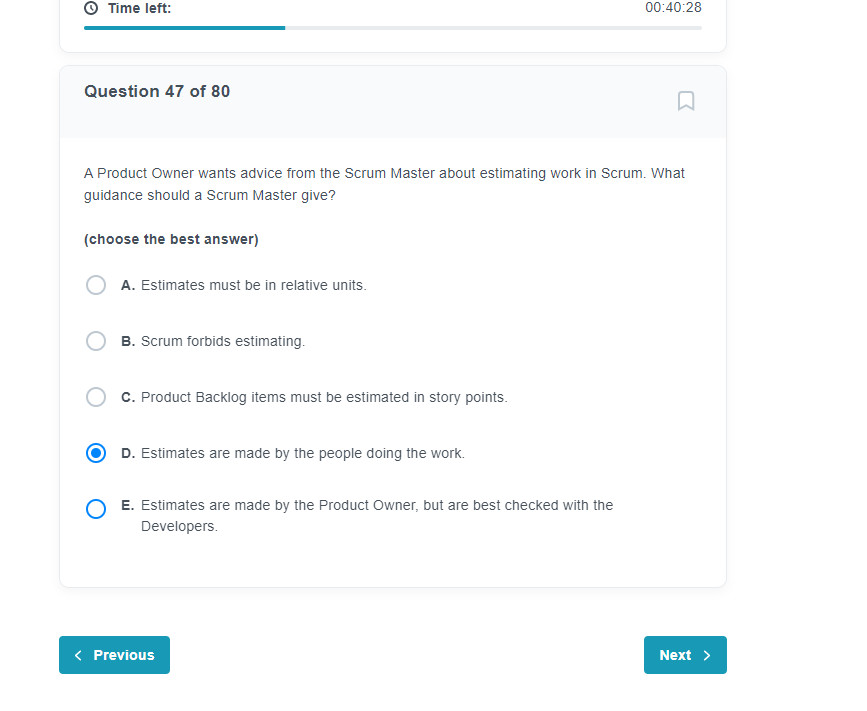 Time left:
00:40:28
Question 47 of 80
A Product Owner wants advice from the Scrum Master about estimating work in Scrum. What
guidance should a Scrum Master give?
(choose the best answer)
A. Estimates must be in relative units.
B. Scrum forbids estimating.
C. Product Backlog items must be estimated in story points.
D. Estimates are made by the people doing the work.
E. Estimates are made by the Product Owner, but are best checked with the
Developers.
Previous
Next